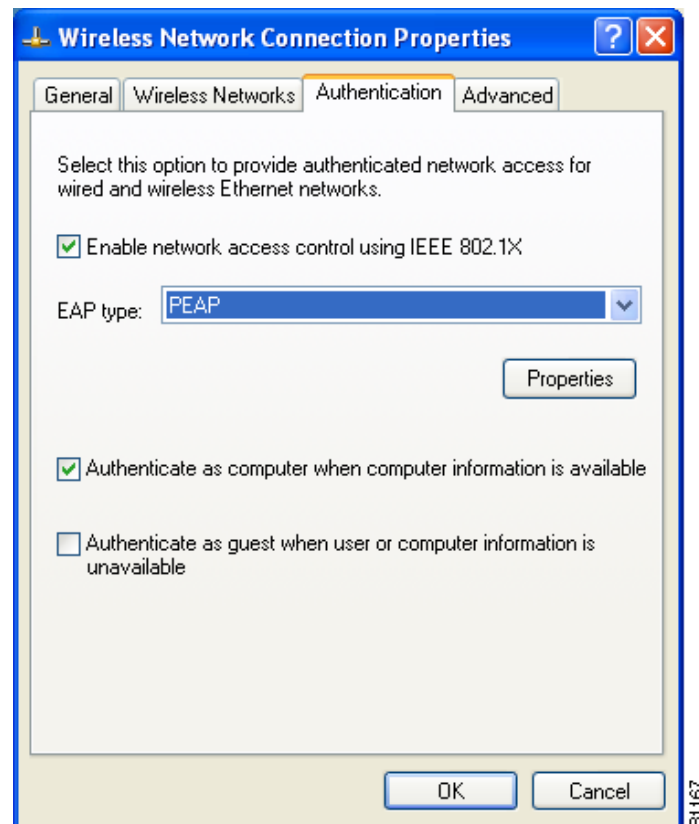 Wireless Network Connection Properties
General Wireless Networks Authentication Advanced
Select this option to provide authenticated network access for
wired and wireless Ethernet networks.
Enable network access control using IEEE 802.1X
EAP type: PEAP
Properties
Authenticate as computer when computer information is available
Authenticate as guest when user or computer information is
unavailable
OK Cancel